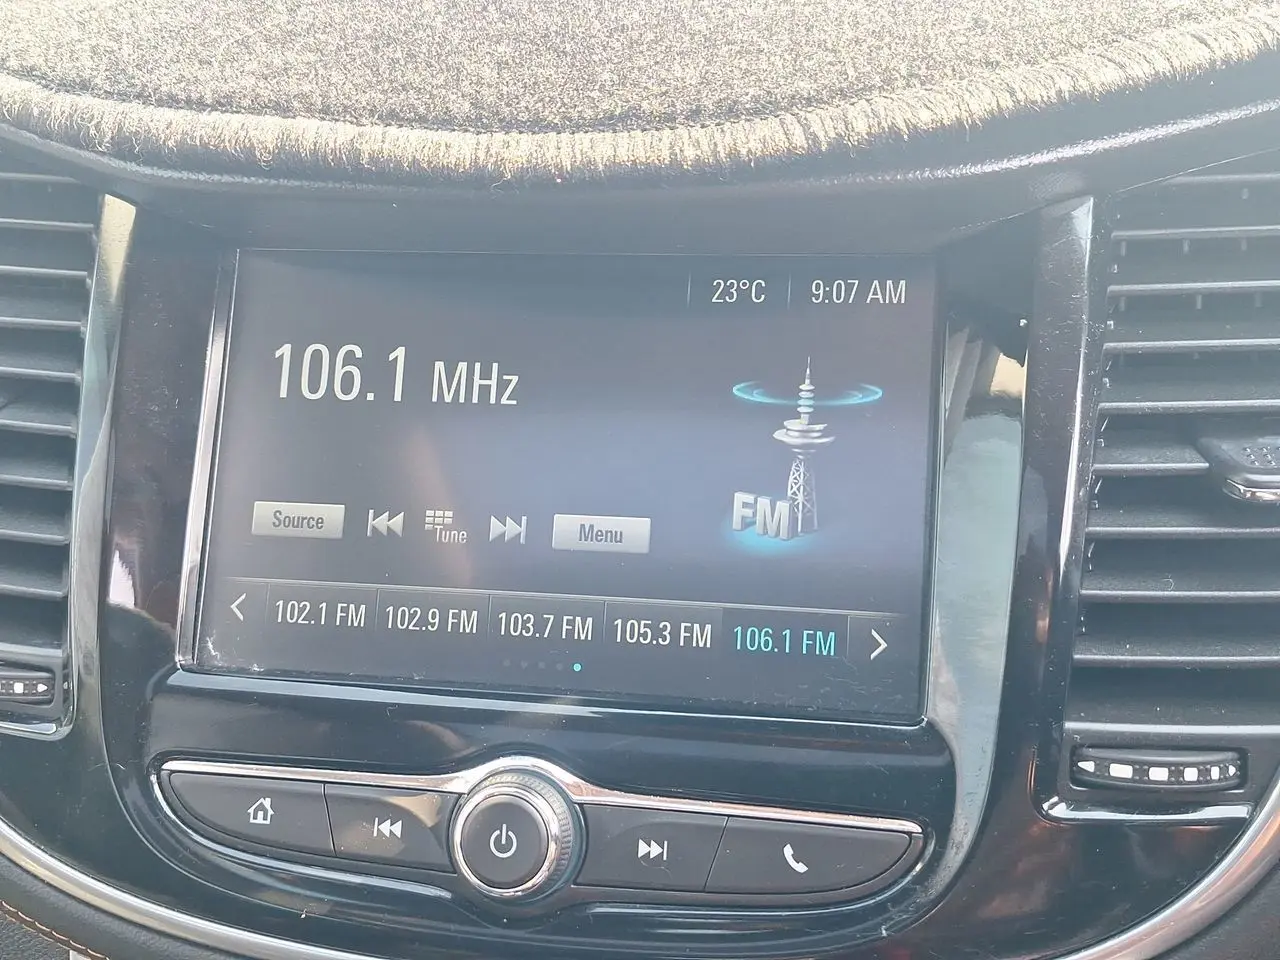 23°C 9:07 AM
106.1 MHz
FM
Source Tune Menu
102.1 FM 102.9 FM 103.7 FM 105.3 FM 106.1 FM